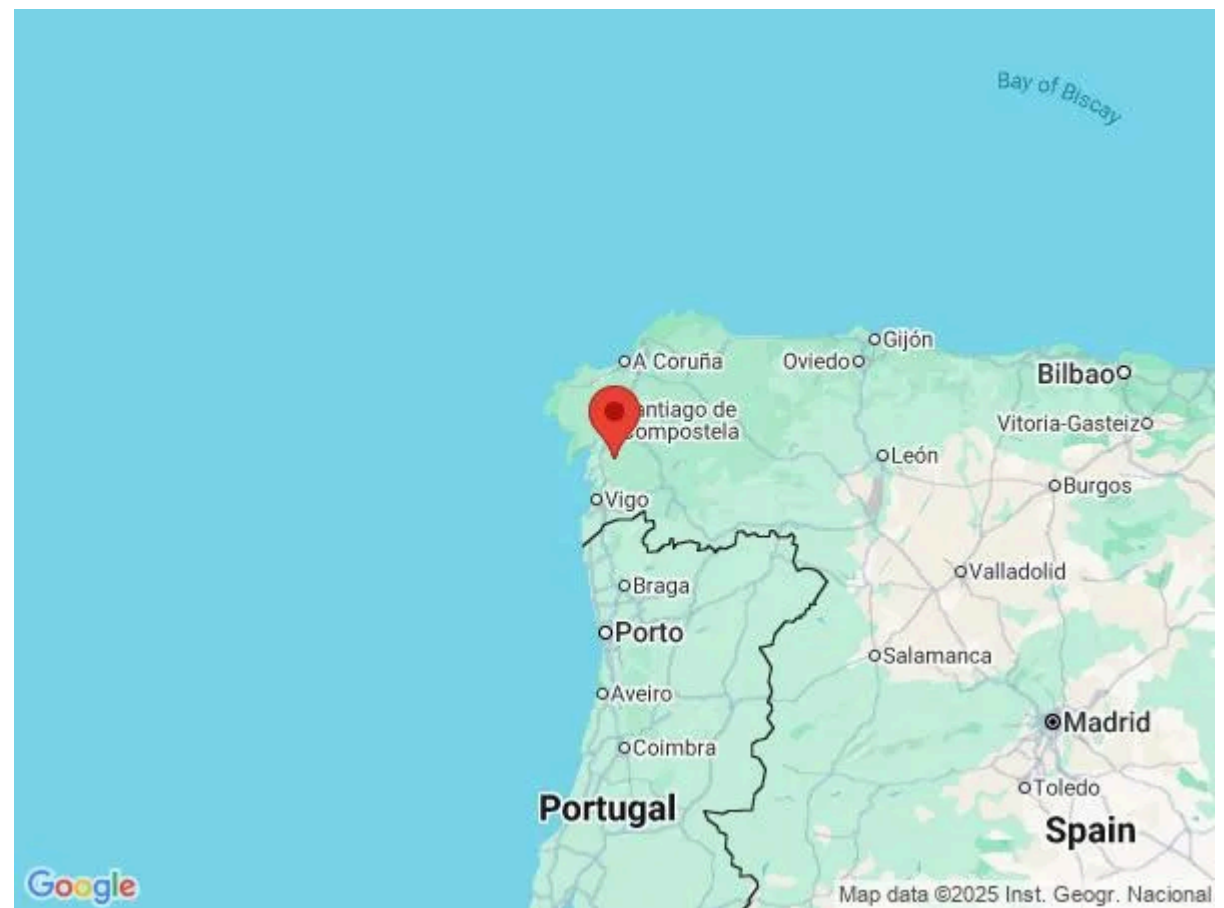 Bay of Biscay
Gijón
A Coruña
Oviedo
Bilbao
antiago de
ompostela
Vitoria-Gasteiz
León
Burgos
Vigo
Valladolid
Braga
Porto
Salamanca
Aveiro
Madrid
Coimbra
Toledo
Portugal
Spain
Google
Map data ©2025 Inst. Geogr. Nacional